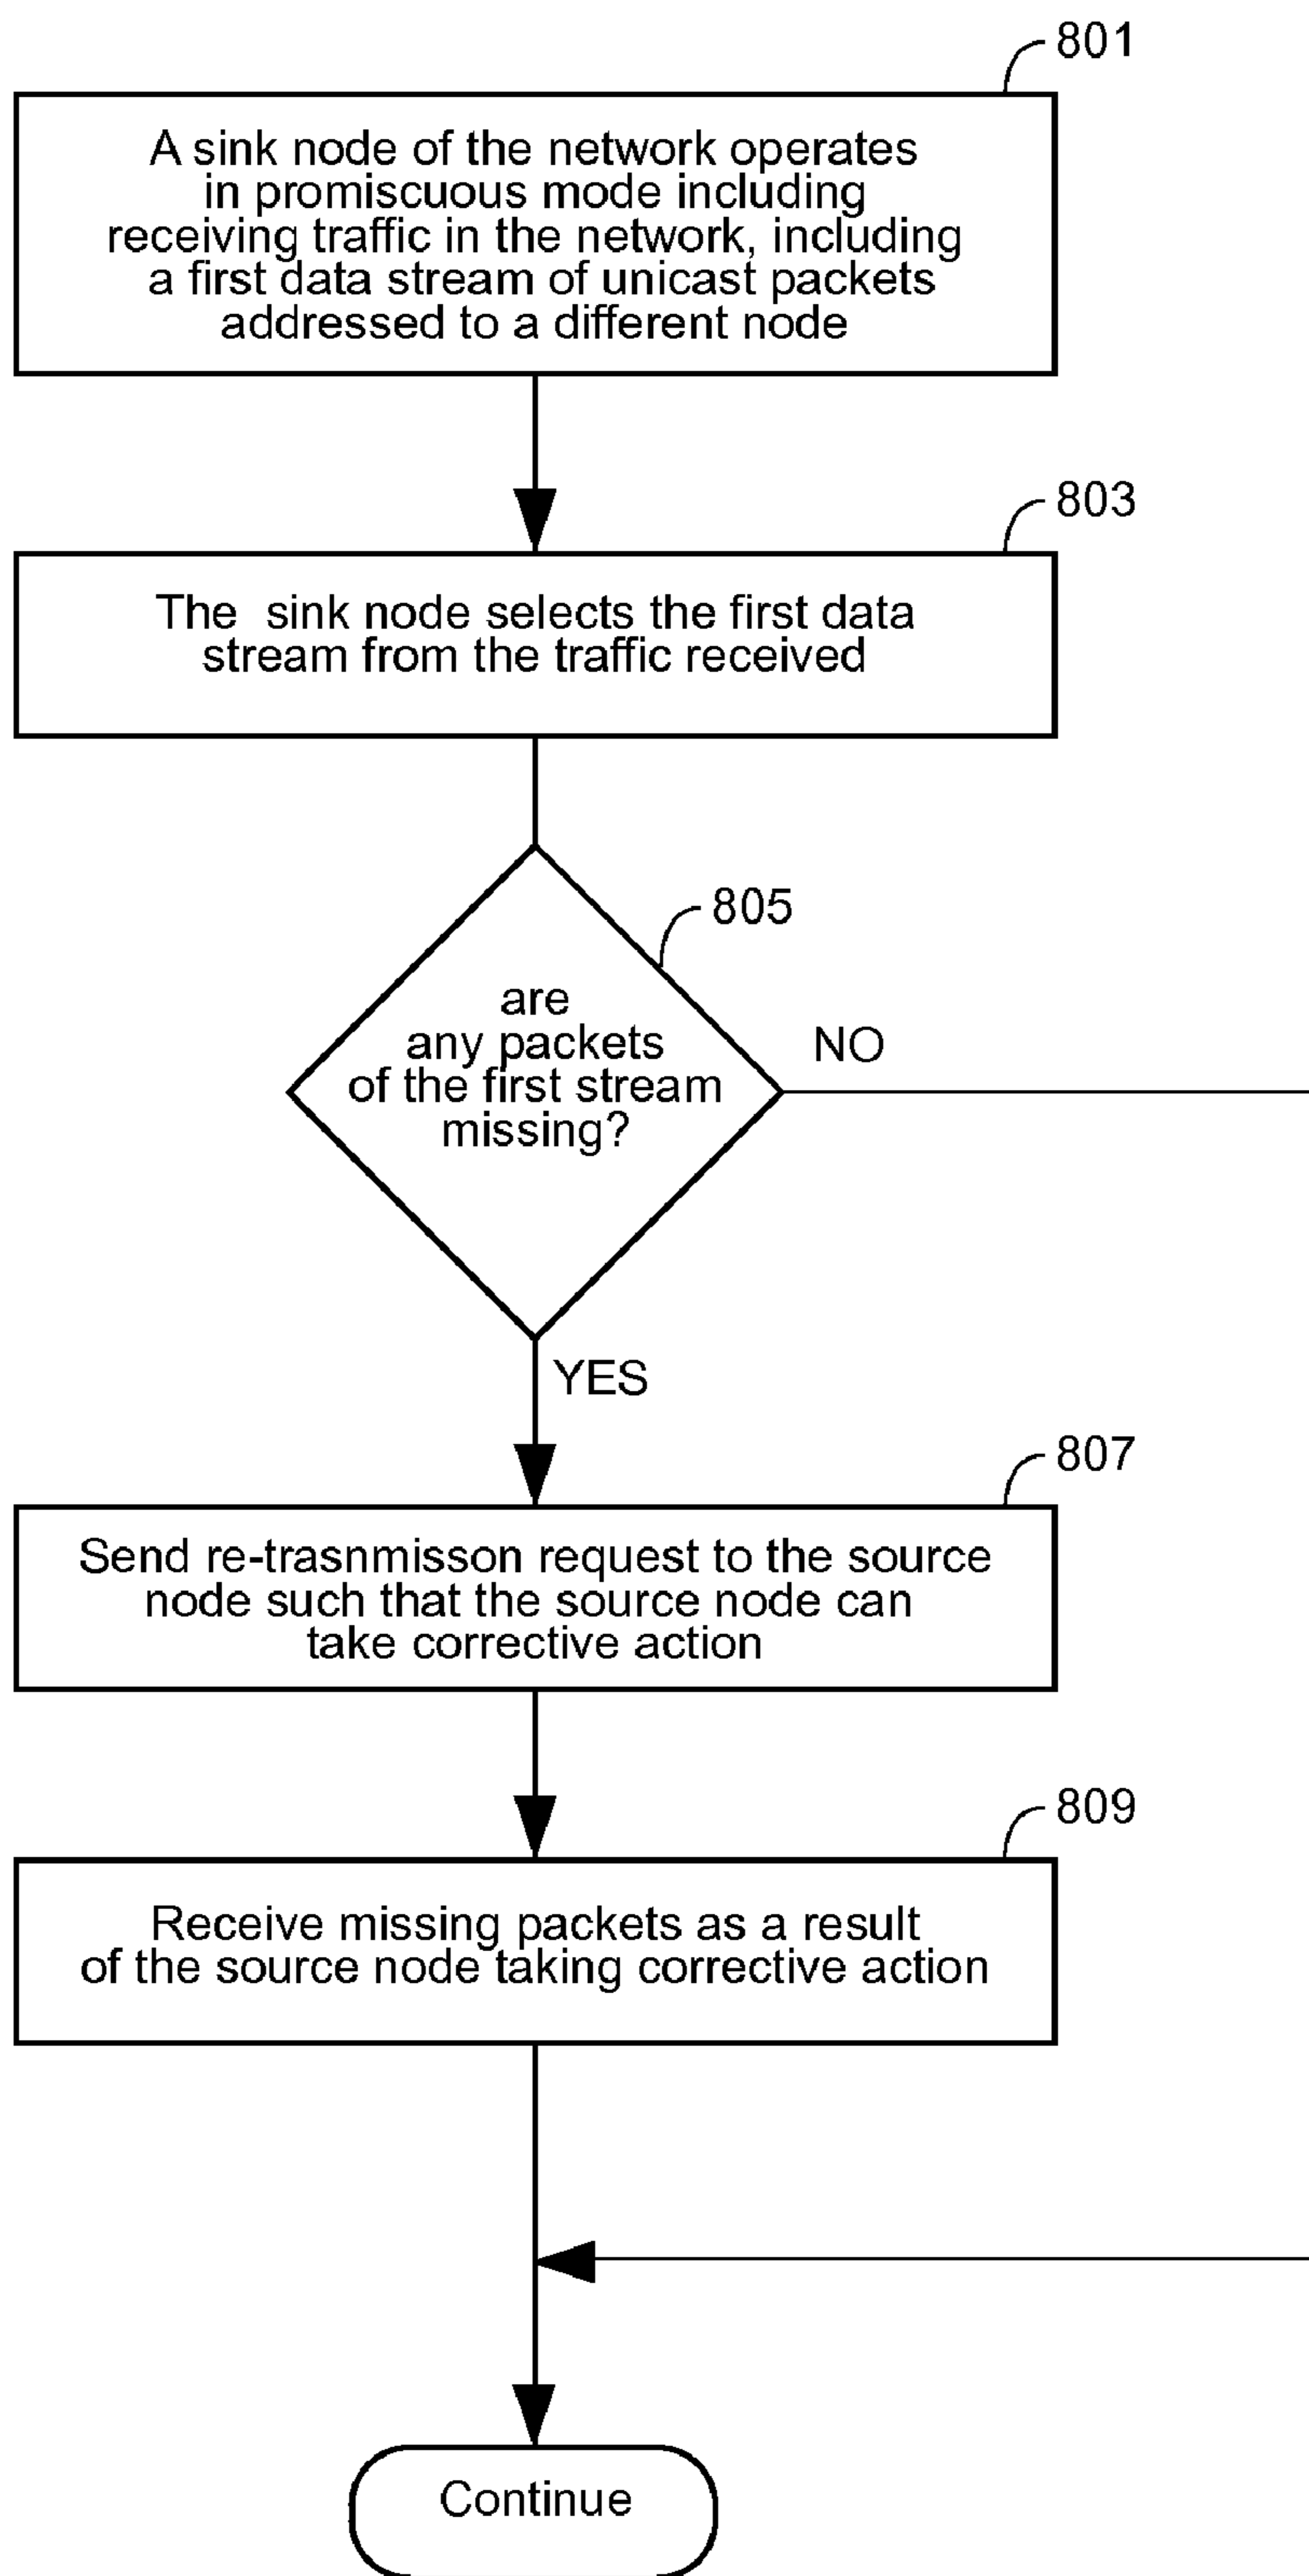 801
A sink node of the network operates
in promiscuous mode including
receiving traffic in the network, including
a first data stream of unicast packets
addressed to a different node
803
The sink node selects the first data
stream from the traffic received
805
are
any packets
of the first stream
missing?
NO
YES
807
Send re-trasnmisson request to the source
node such that the source node can
take corrective action
809
Receive missing packets as a result
of the source node taking corrective action
Continue